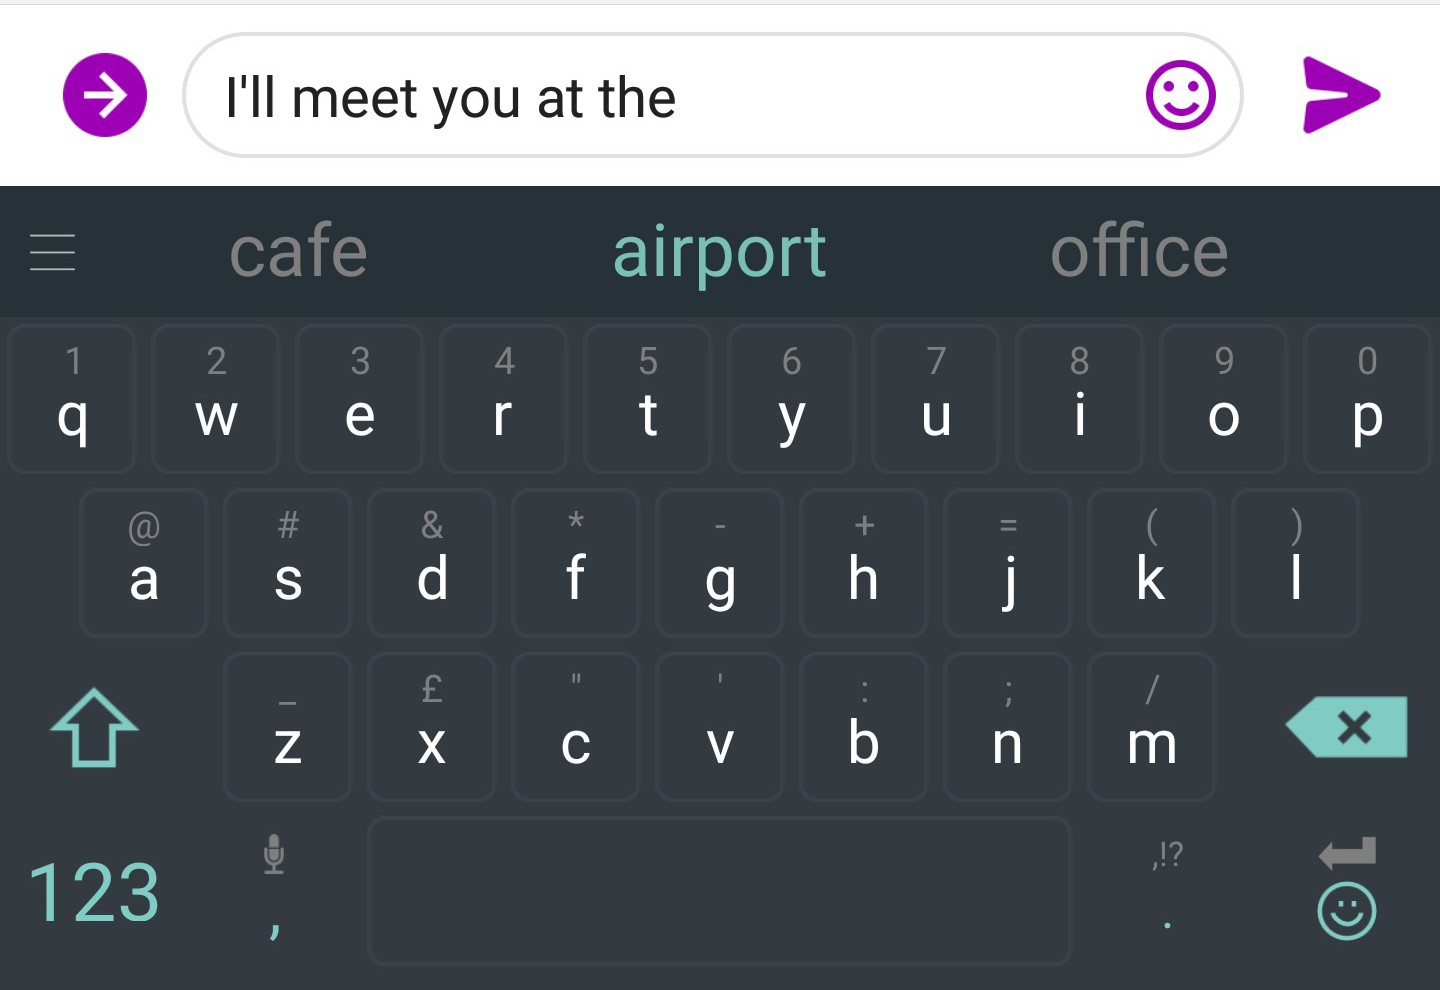 I'll meet you at the
cafe airport office
1 2 3 4 5 6 7 8 9 0
q w e r t y u i o p
@ # & * - + = ( )
a s d f g h j k l
_ £ " ' : ; /
z x c v b n m
,!?
123 , .